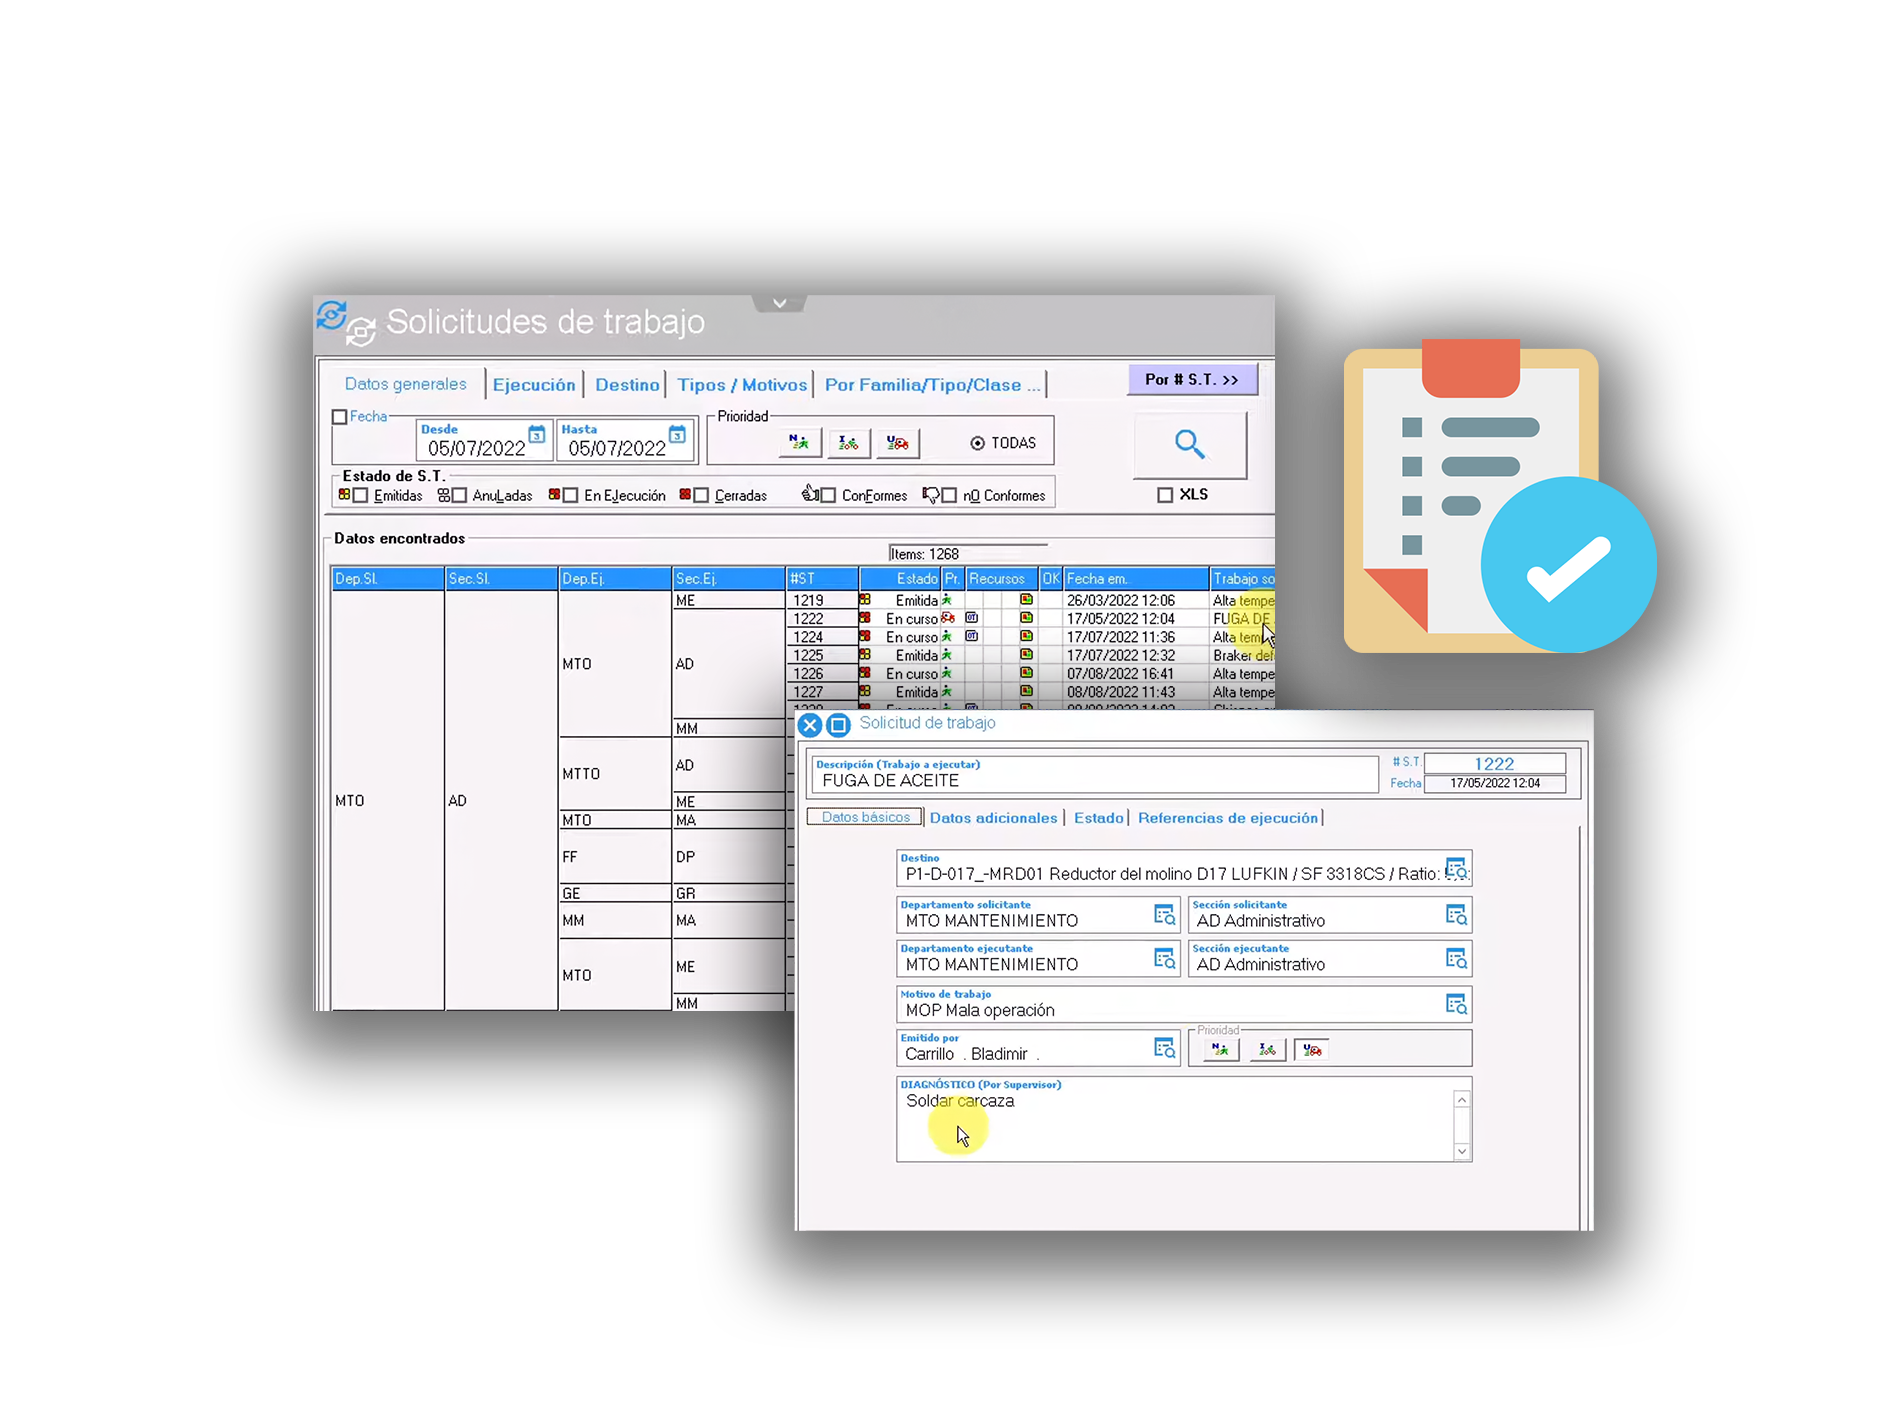 Solicitudes de trabajo
Datos generales Ejecución Destino Tipos / Motivos Por Familia/Tipo/Clase ... Por # S.T. >>
Fecha Prioridad
Desde Hasta
05/07/2022 05/07/2022 N I U TODAS
Estado de S.T.
Emitidas AnuLadas En EJecución Cerradas ConFormes nO Conformes XLS
Datos encontrados
Items: 1268
Dep.Sl. Sec.Sl. Dep.Ej. Sec.Ej. #ST Estado Pr. Recursos OK Fecha em.. Trabajo so
ME 1219 Emitida 26/03/2022 12:06 Alta tempe
1222 En curso OT 17/05/2022 12:04 FUGA DE
1224 En curso OT 17/07/2022 11:36 Alta
1225 Emitida 17/07/2022 12:32 Braker def
MTO AD
1226 En curso 07/08/2022 16:41 Alta tempe
1227 Emitida 08/08/2022 11:43 Alta tempe
MM
MTTO AD
MTO AD ME
MTO MA
FF DP
GE GR
MM MA
MTO ME
MM
Solicitud de trabajo
Descripción (Trabajo a ejecutar)
FUGA DE ACEITE
# S.T. 1222
Fecha 17/05/2022 12:04
Datos básicos Datos adicionales Estado Referencias de ejecución
Destino
P1-D-017_-MRD01 Reductor del molino D17 LUFKIN / SF 3318CS / Ratio:
Departamento solicitante Sección solicitante
MTO MANTENIMIENTO AD Administrativo
Departamento ejecutante Sección ejecutante
MTO MANTENIMIENTO AD Administrativo
Motivo de trabajo
MOP Mala operación
Emitido por Prioridad
Carrillo . Bladimir . N I U
DIAGNÓSTICO (Por Supervisor)
Soldar carcaza